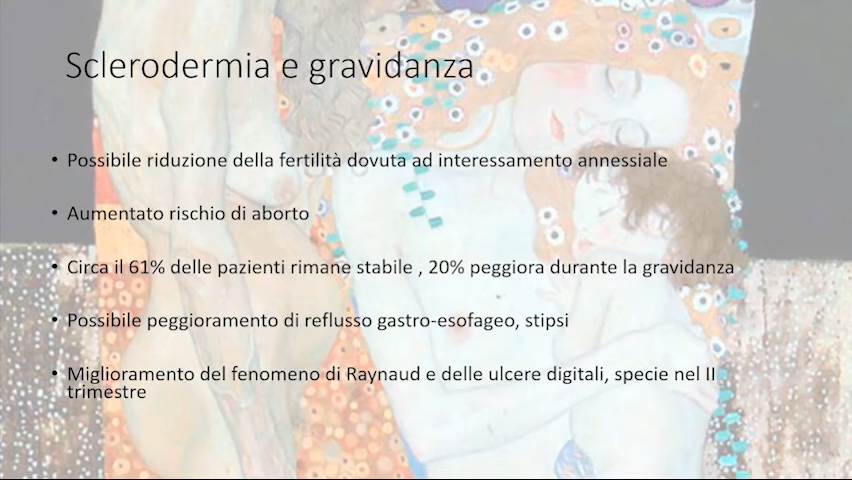 Sclerodermia e gravidanza
• Possibile riduzione della fertilità dovuta ad interessamento annessiale
• Aumentato rischio di aborto
• Circa il 61% delle pazienti rimane stabile , 20% peggiora durante la gravidanza
• Possibile peggioramento di reflusso gastro-esofageo, stipsi
• Miglioramento del fenomeno di Raynaud e delle ulcere digitali, specie nel II
trimestre